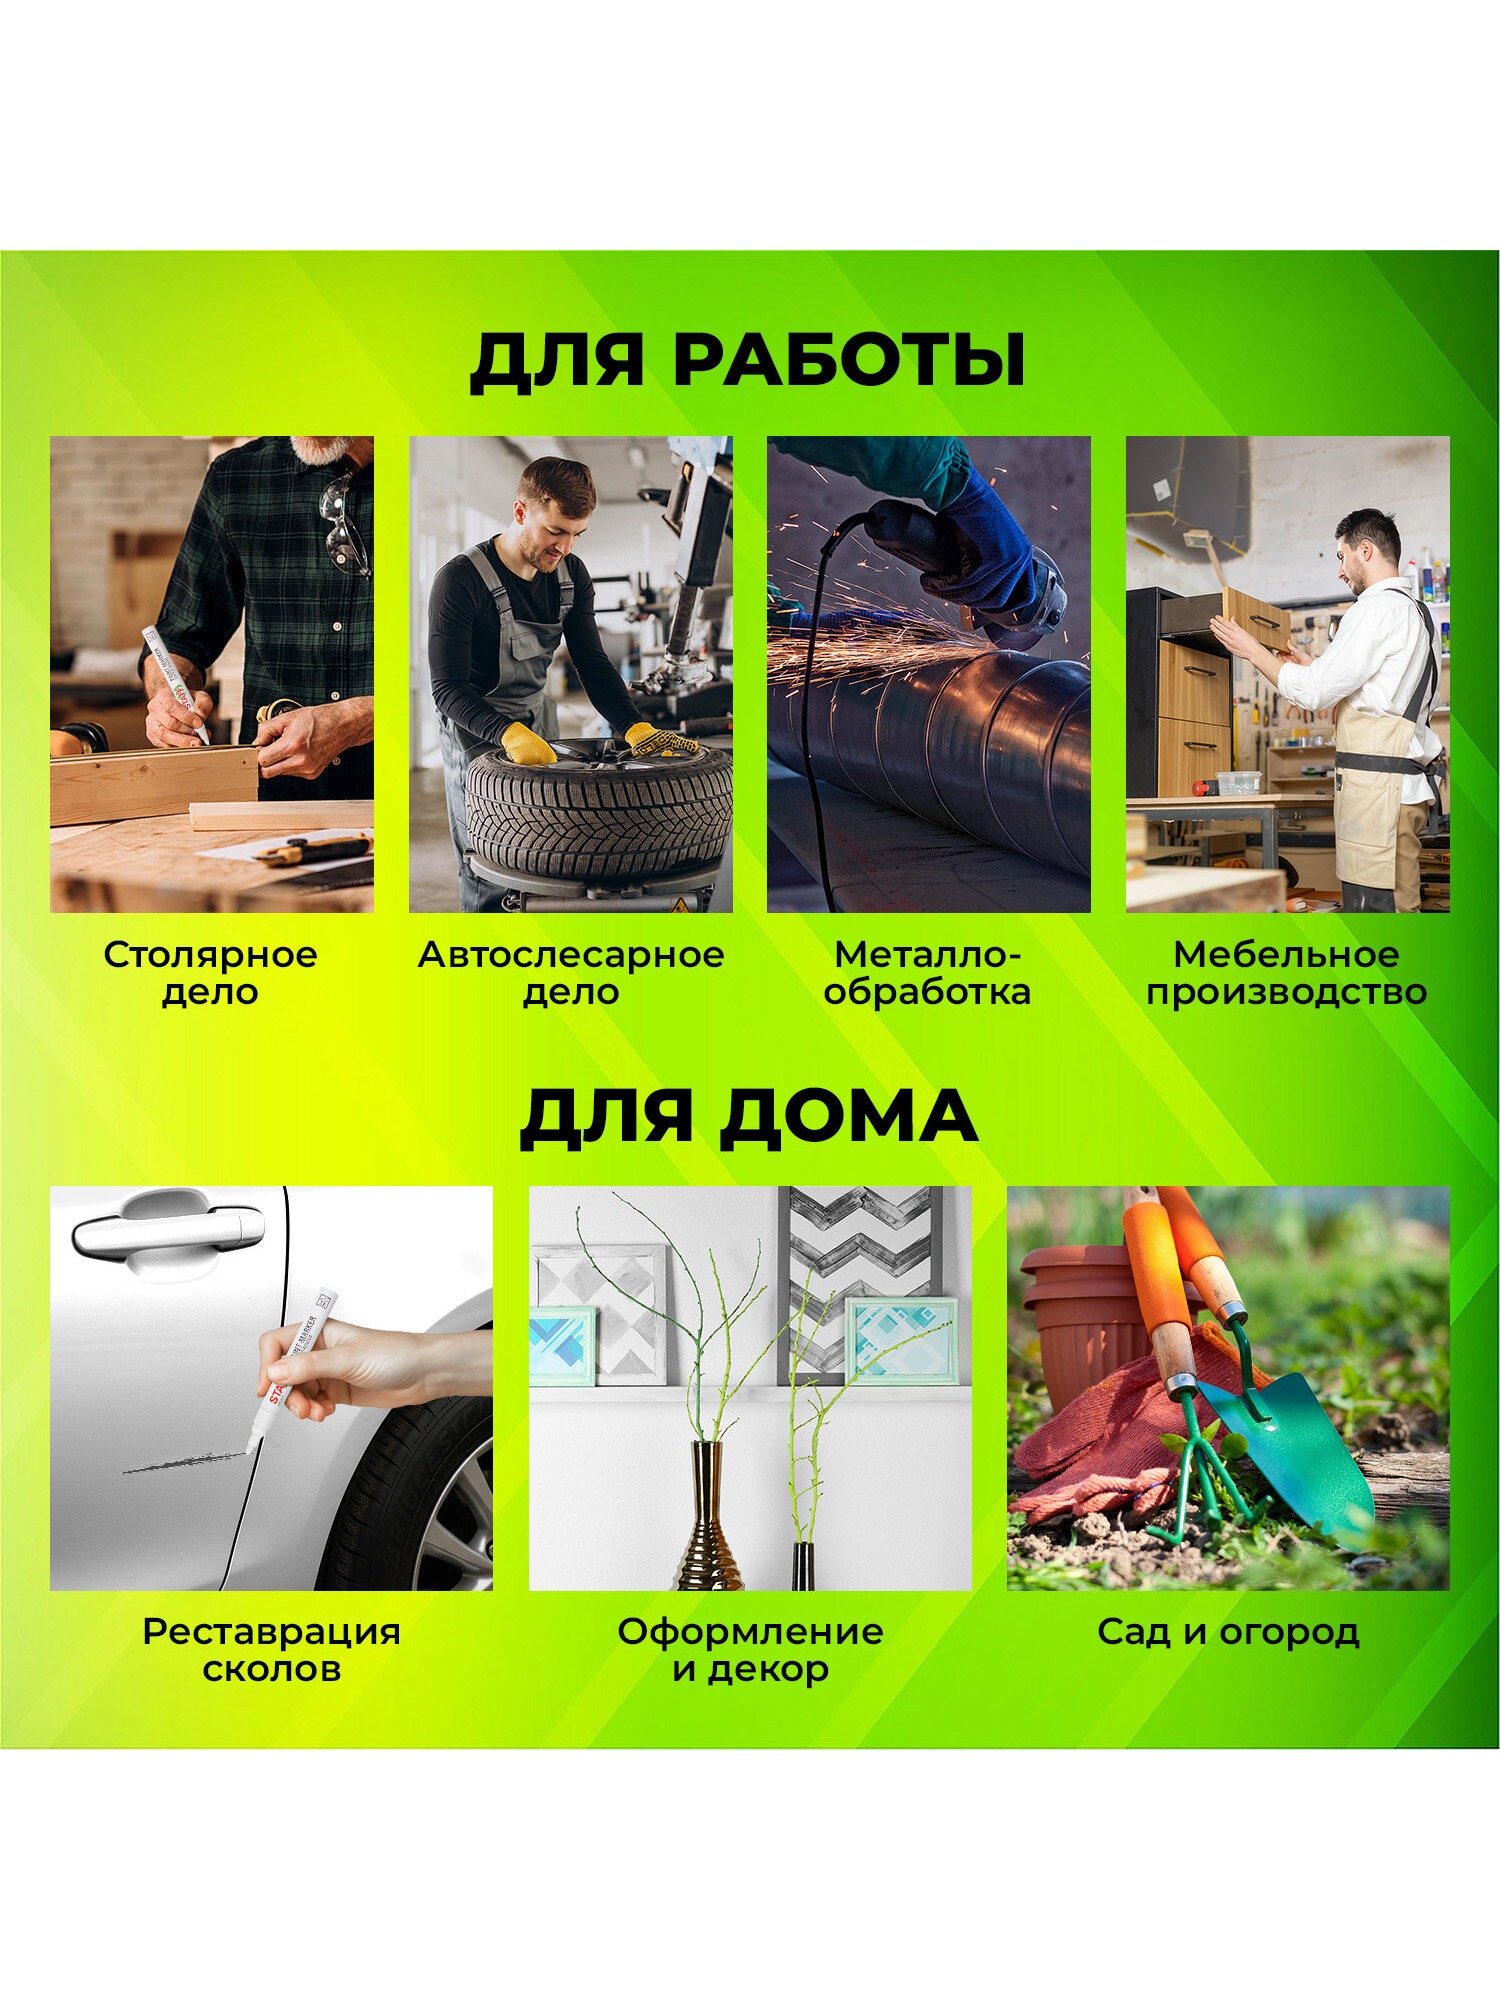 ДЛЯ РАБОТЫ
Столярное
дело
Автослесарное
дело
Металло-
обработка
Мебельное
производство
ДЛЯ ДОМА
Реставрация
сколов
Оформление
и декор
Сад и огород